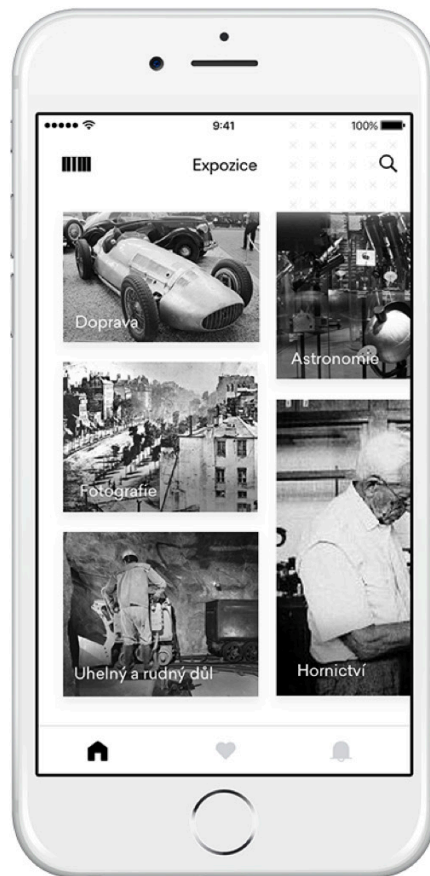 9:41
100%
Expozice
Doprava
Astronomie
Fotografie
Uhelný a rudný důl
Hornictví